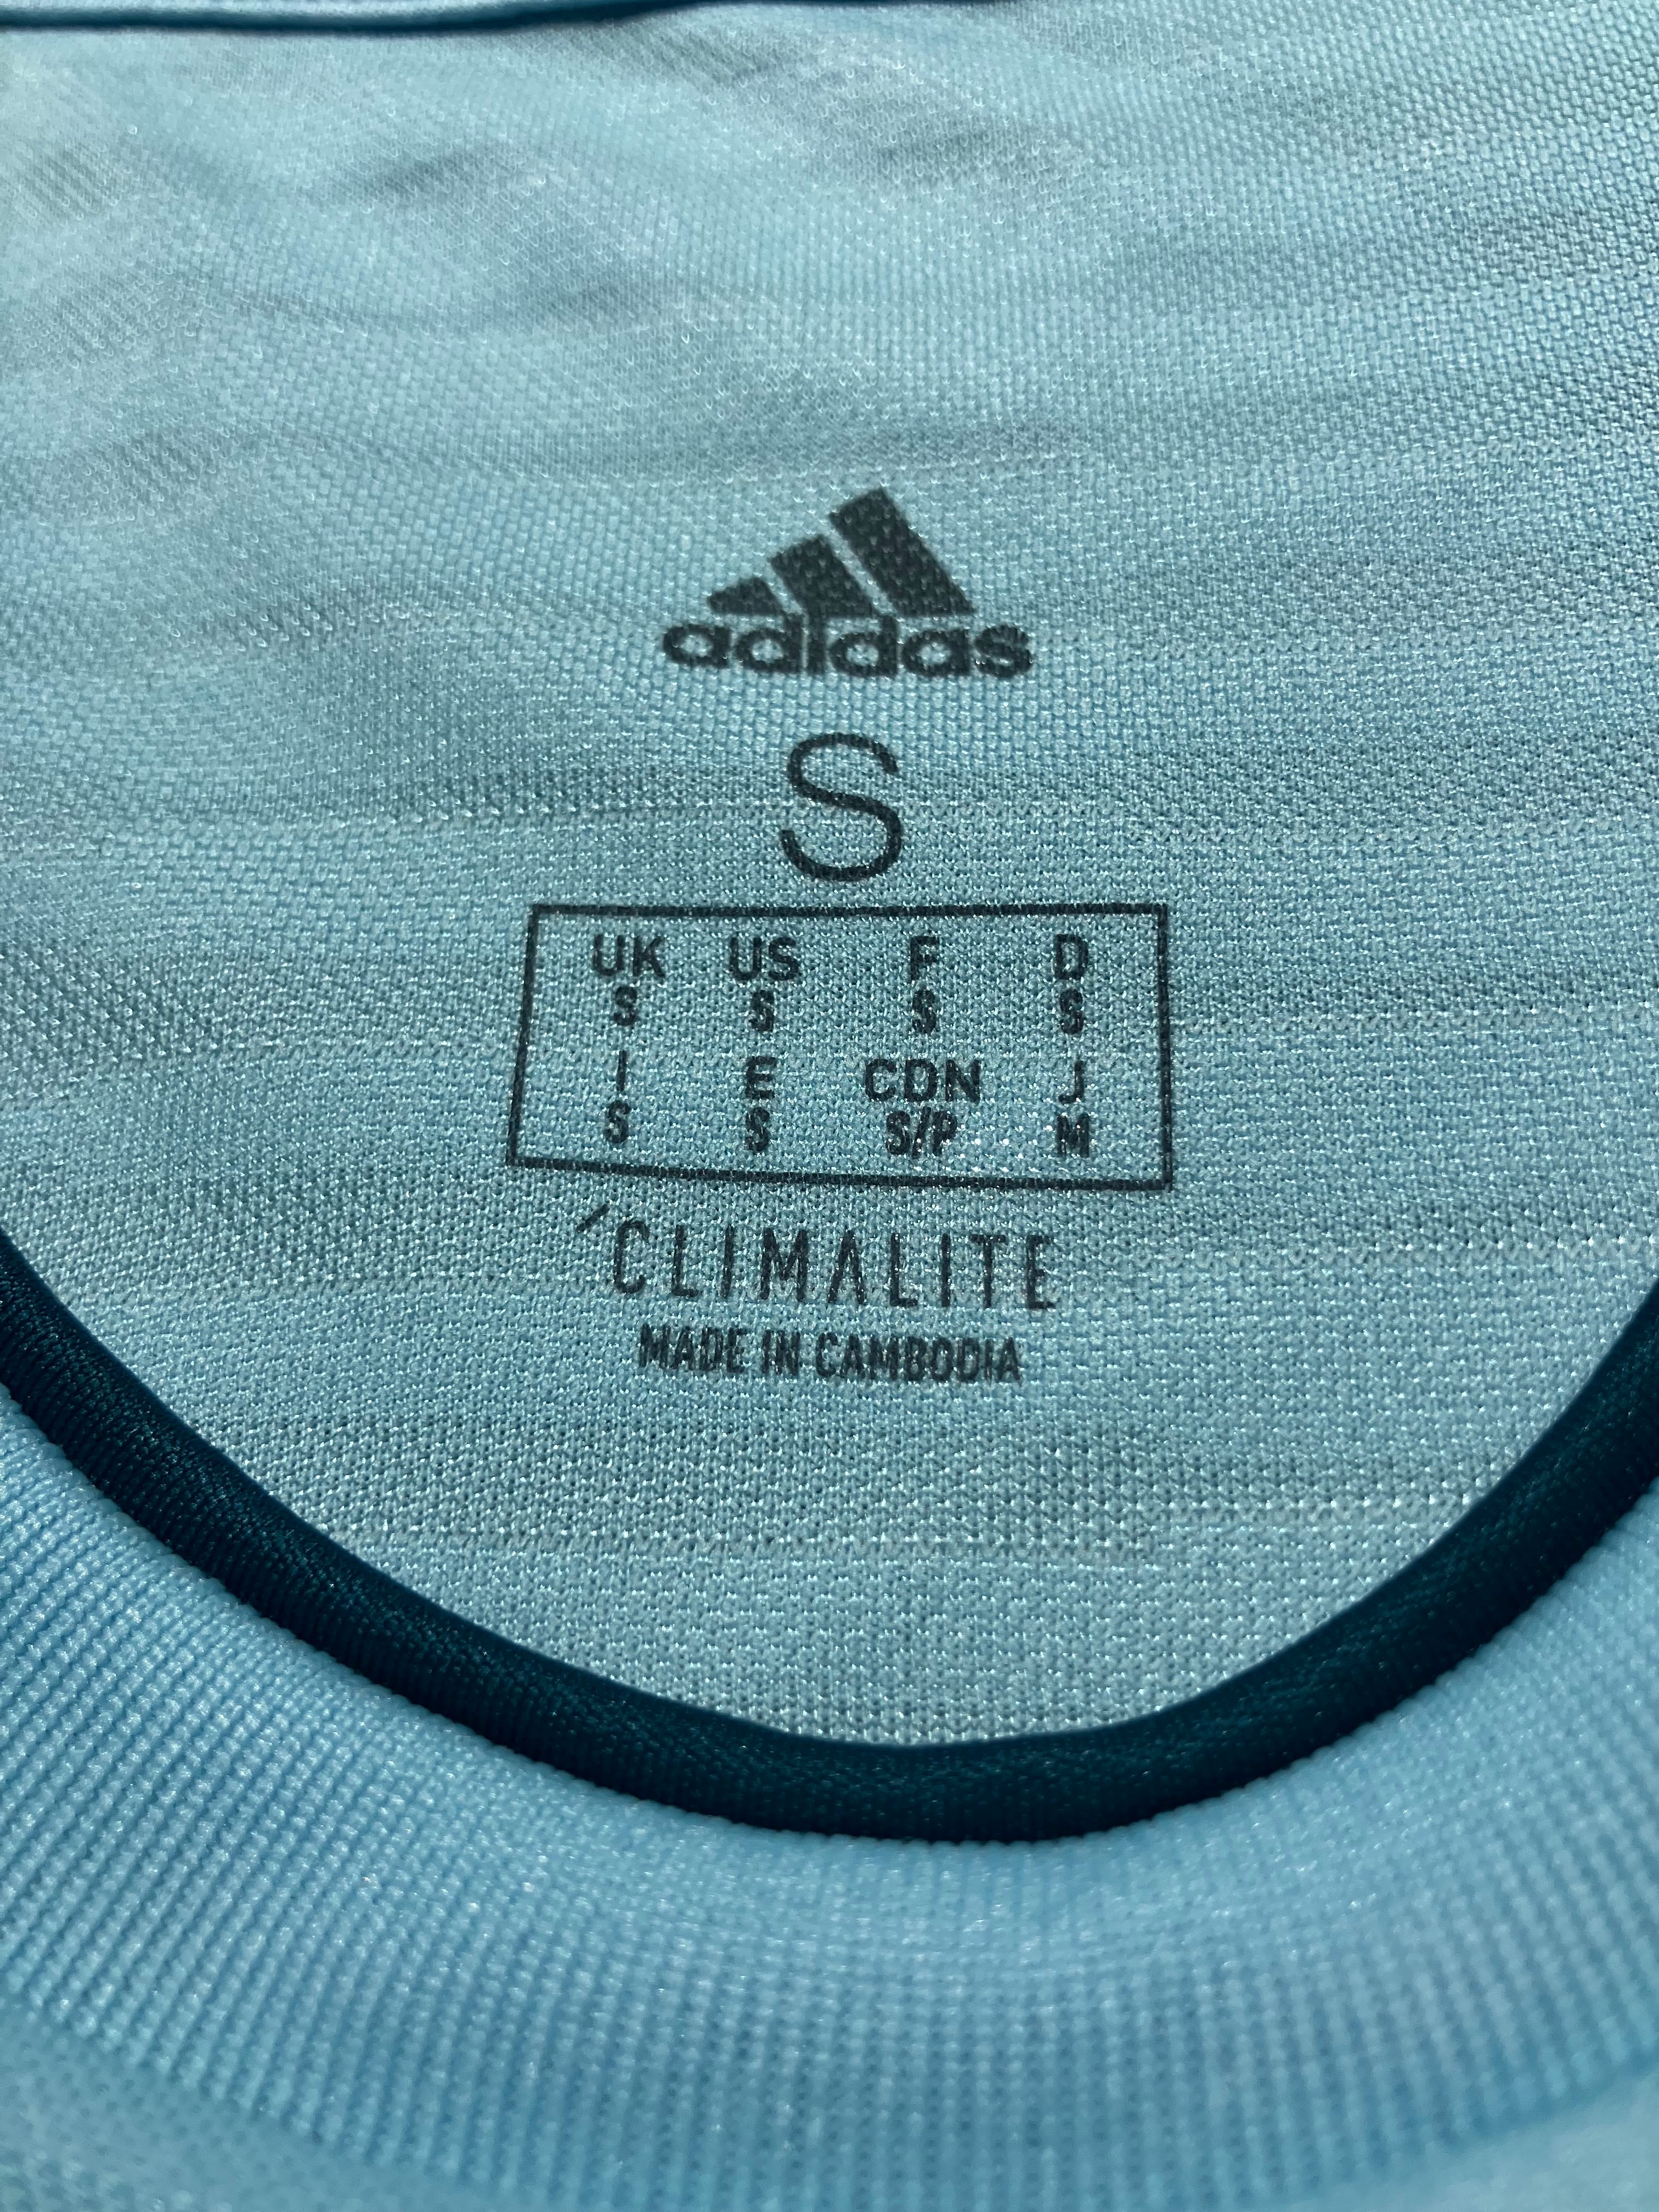 adidas
S
UK US F D
S S S S
I E CDN J
S S S/P M
CLIMALITE
MADE IN CAMBODIA